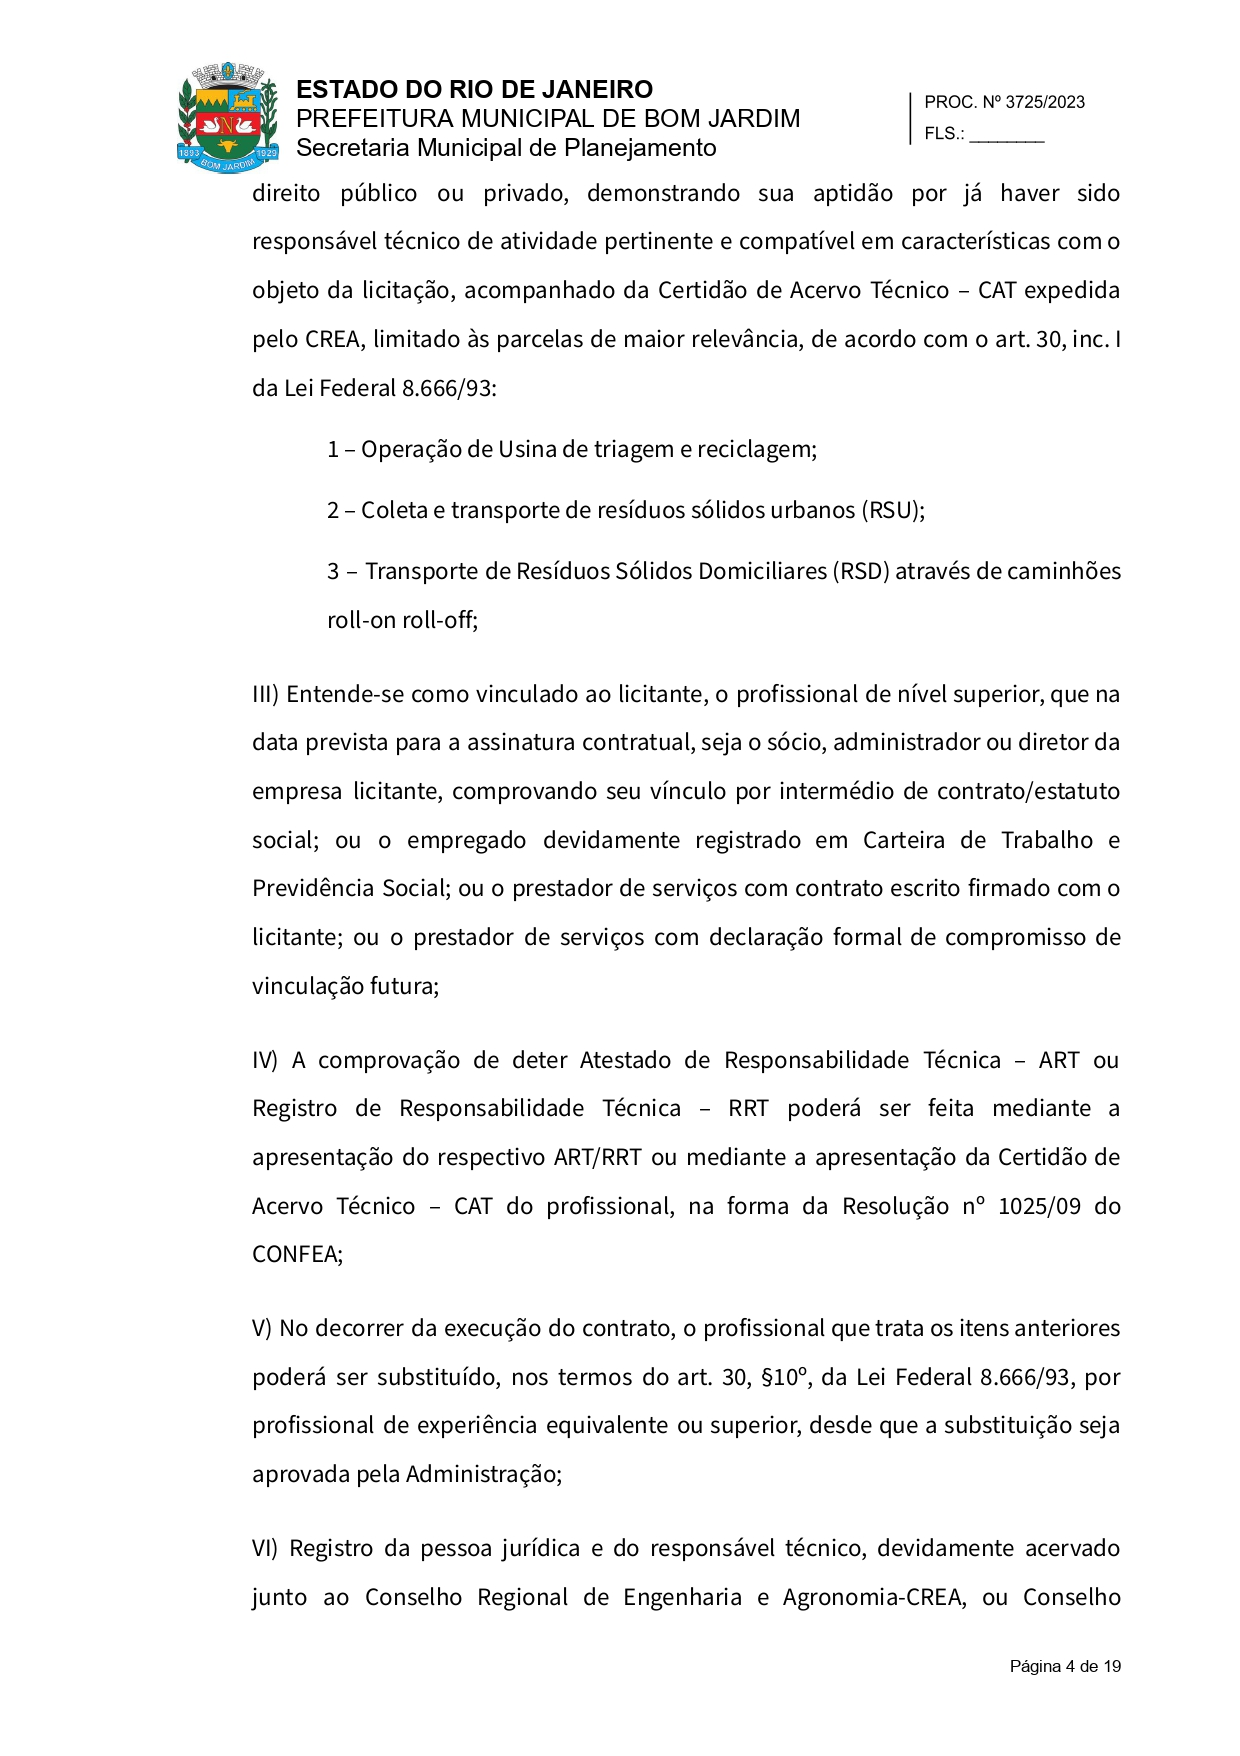 ESTADO DO RIO DE JANEIRO
PREFEITURA MUNICIPAL DE BOM JARDIM
Secretaria Municipal de Planejamento
PROC. Nº 3725/2023
FLS.: ________
N
1893
1929
BOM JARDIM
direito público ou privado, demonstrando sua aptidão por já haver sido
responsável técnico de atividade pertinente e compatível em características com o
objeto da licitação, acompanhado da Certidão de Acervo Técnico – CAT expedida
pelo CREA, limitado às parcelas de maior relevância, de acordo com o art. 30, inc. I
da Lei Federal 8.666/93:
1 – Operação de Usina de triagem e reciclagem;
2 – Coleta e transporte de resíduos sólidos urbanos (RSU);
3 – Transporte de Resíduos Sólidos Domiciliares (RSD) através de caminhões
roll-on roll-off;
III) Entende-se como vinculado ao licitante, o profissional de nível superior, que na
data prevista para a assinatura contratual, seja o sócio, administrador ou diretor da
empresa licitante, comprovando seu vínculo por intermédio de contrato/estatuto
social; ou o empregado devidamente registrado em Carteira de Trabalho e
Previdência Social; ou o prestador de serviços com contrato escrito firmado com o
licitante; ou o prestador de serviços com declaração formal de compromisso de
vinculação futura;
IV) A comprovação de deter Atestado de Responsabilidade Técnica – ART ou
Registro de Responsabilidade Técnica – RRT poderá ser feita mediante a
apresentação do respectivo ART/RRT ou mediante a apresentação da Certidão de
Acervo Técnico – CAT do profissional, na forma da Resolução nº 1025/09 do
CONFEA;
V) No decorrer da execução do contrato, o profissional que trata os itens anteriores
poderá ser substituído, nos termos do art. 30, §10º, da Lei Federal 8.666/93, por
profissional de experiência equivalente ou superior, desde que a substituição seja
aprovada pela Administração;
VI) Registro da pessoa jurídica e do responsável técnico, devidamente acervado
junto ao Conselho Regional de Engenharia e Agronomia-CREA, ou Conselho
Página 4 de 19